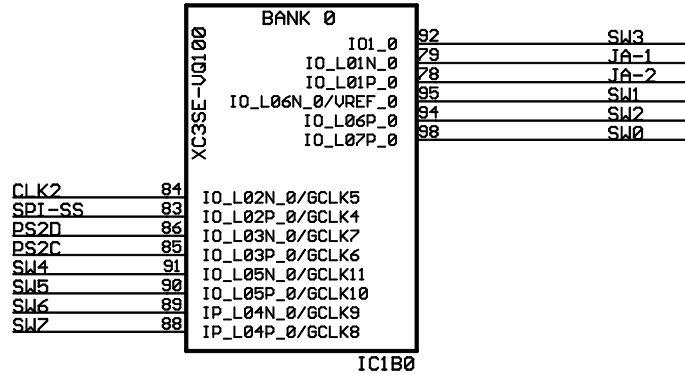 BANK 0
XC3SE-VQ100
IO1_0 92 SW3
IO_L01N_0 79 JA-1
IO_L01P_0 78 JA-2
IO_L06N_0/VREF_0 95 SW1
IO_L06P_0 94 SW2
IO_L07P_0 98 SW0
CLK2 84 IO_L02N_0/GCLK5
SPI-SS 83 IO_L02P_0/GCLK4
PS2D 86 IO_L03N_0/GCLK7
PS2C 85 IO_L03P_0/GCLK6
SW4 91 IO_L05N_0/GCLK11
SW5 90 IO_L05P_0/GCLK10
SW6 89 IP_L04N_0/GCLK9
SW7 88 IP_L04P_0/GCLK8
IC1B0